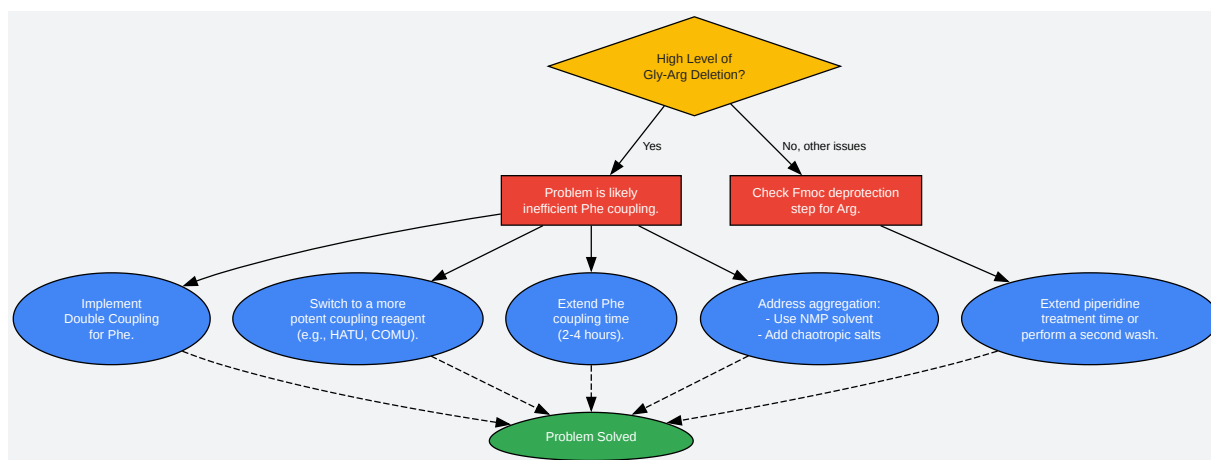 High Level of
Gly-Arg Deletion?
Yes
No, other issues
Problem is likely
inefficient Phe coupling.
Check Fmoc deprotection
step for Arg.
Implement
Double Coupling
for Phe.
Switch to a more
potent coupling reagent
(e.g., HATU, COMU).
Extend Phe
coupling time
(2-4 hours).
Address aggregation:
- Use NMP solvent
- Add chaotropic salts
Extend piperidine
treatment time or
perform a second wash.
Problem Solved